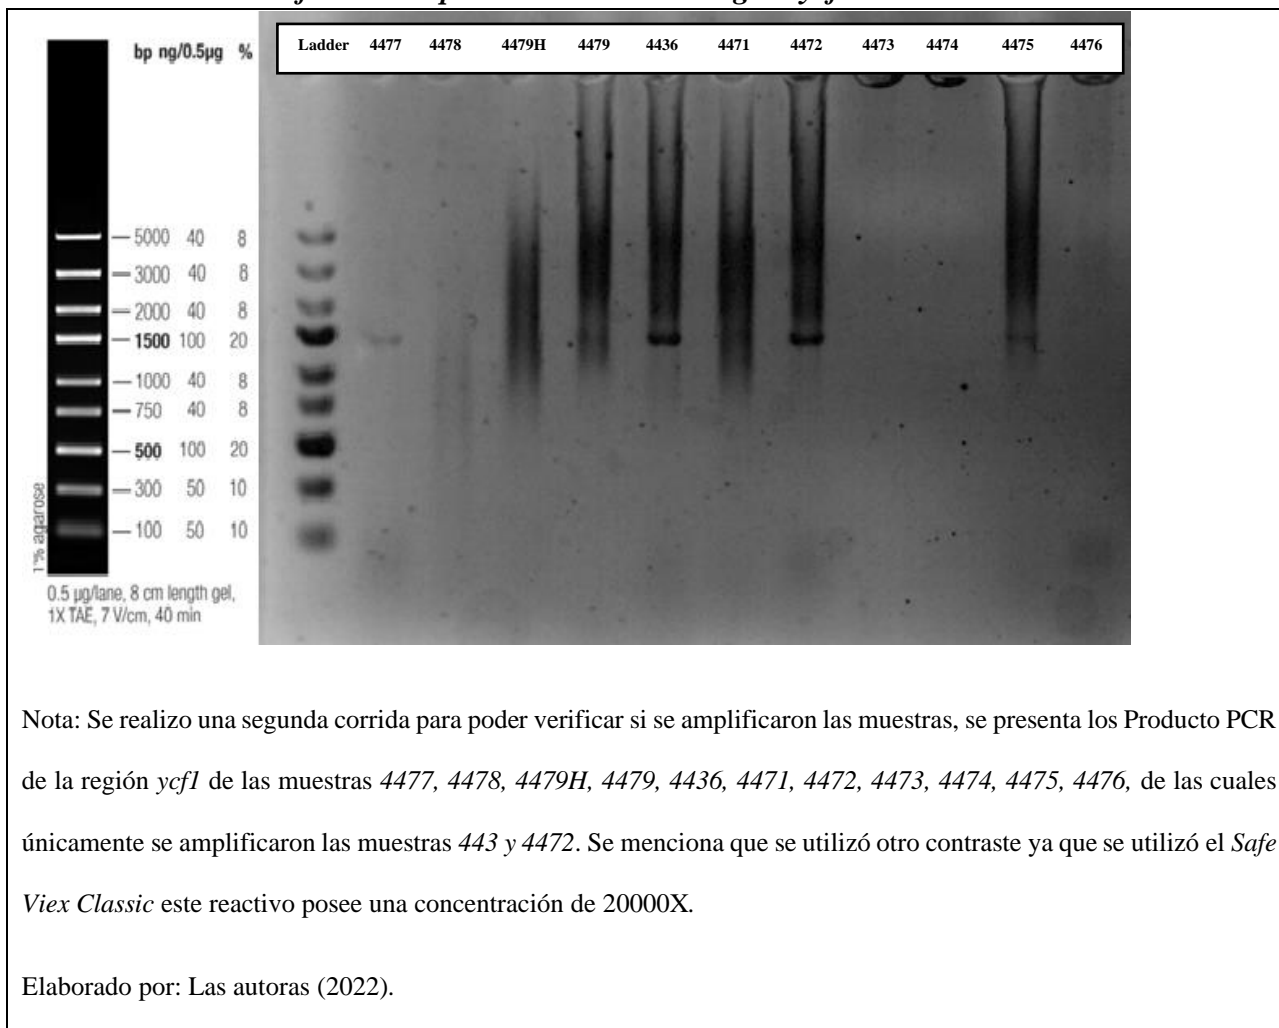 bp ng/0.5µg %
5000 40 8
3000 40 8
2000 40 8
1500 100 20
1000 40 8
750 40 8
500 100 20
300 50 10
100 50 10
1% agarose
0.5 µg/lane, 8 cm length gel,
1X TAE, 7 V/cm, 40 min
Ladder 4477 4478 4479H 4479 4436 4471 4472 4473 4474 4475 4476
Nota: Se realizo una segunda corrida para poder verificar si se amplificaron las muestras, se presenta los Producto PCR
de la región ycf1 de las muestras 4477, 4478, 4479H, 4479, 4436, 4471, 4472, 4473, 4474, 4475, 4476, de las cuales
únicamente se amplificaron las muestras 443 y 4472. Se menciona que se utilizó otro contraste ya que se utilizó el Safe
Viex Classic este reactivo posee una concentración de 20000X.
Elaborado por: Las autoras (2022).